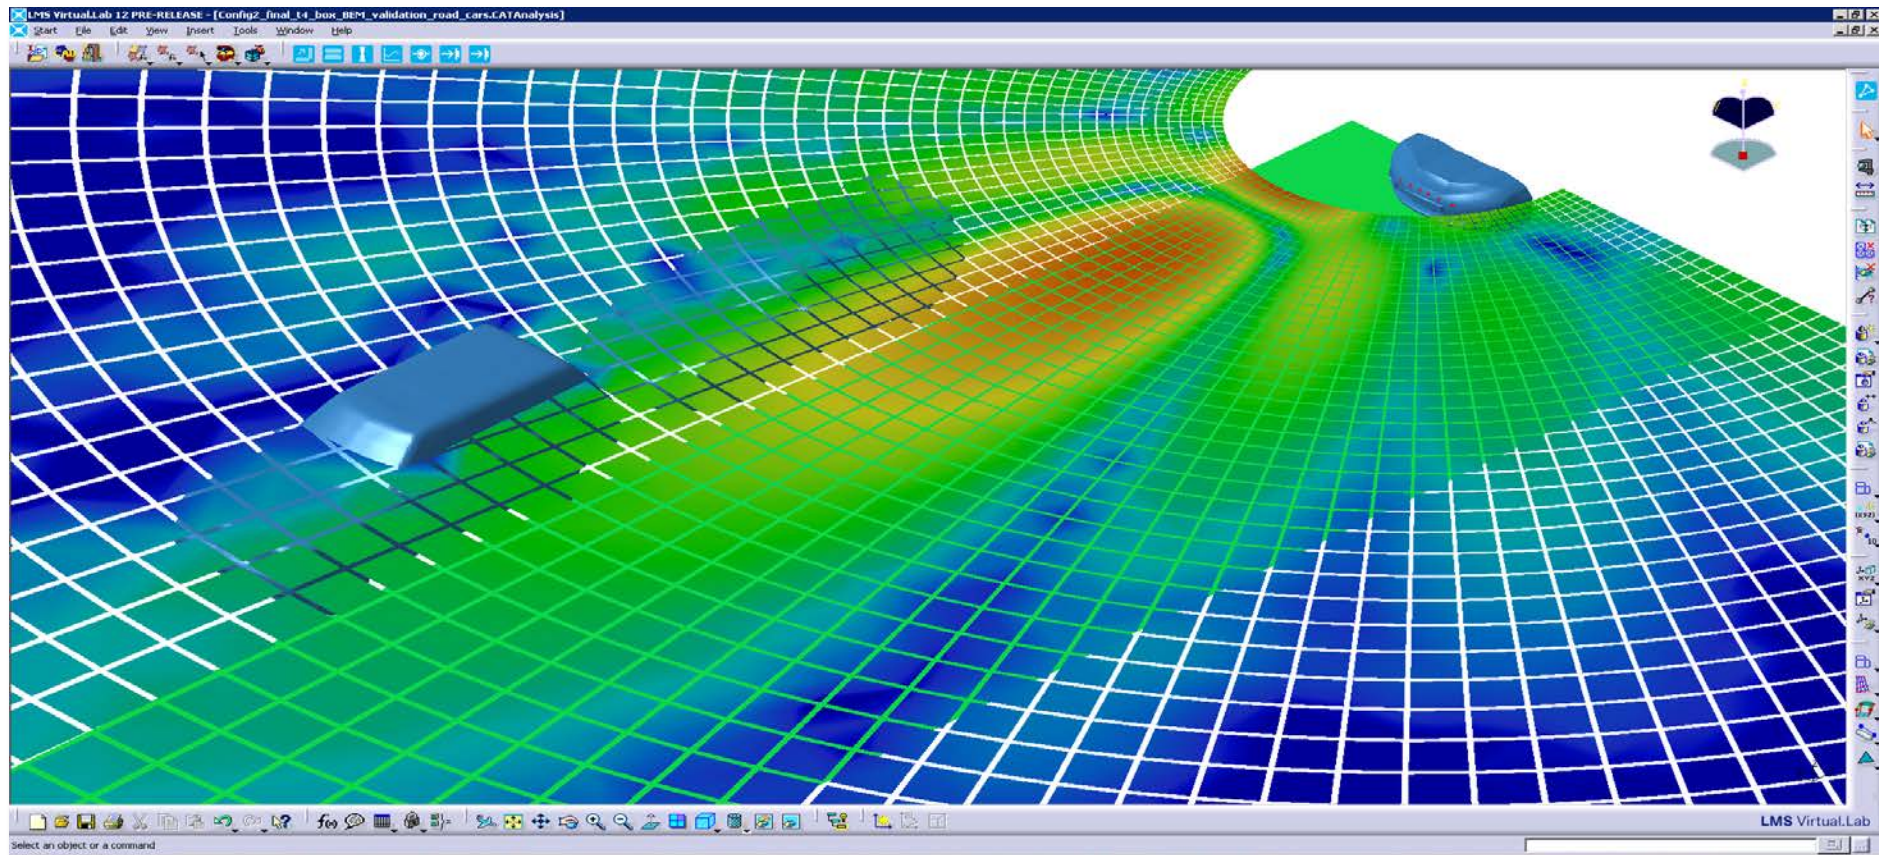 LMS Virtual.Lab 12 PRE-RELEASE - [Config2_final_t4_box_BEM_validation_road_cars.CATAnalysis]
Start File Edit View Insert Tools Window Help
LMS Virtual.Lab
Select an object or a command